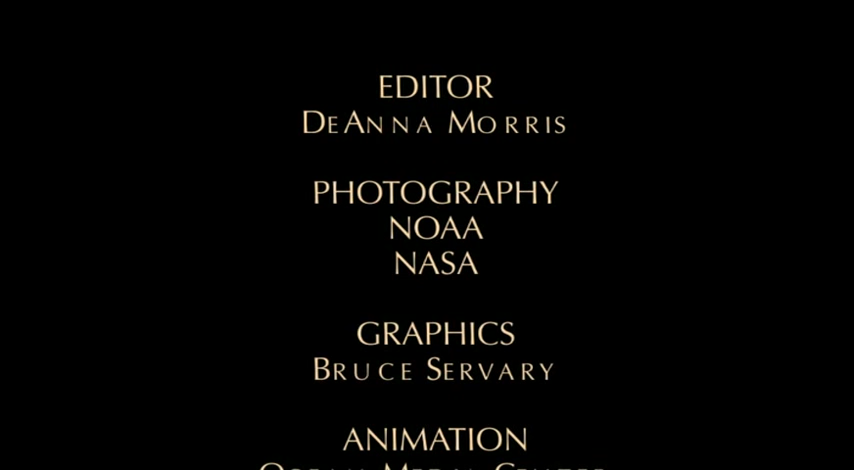 EDITOR
DEANNA MORRIS
PHOTOGRAPHY
NOAA
NASA
GRAPHICS
BRUCE SERVARY
ANIMATION